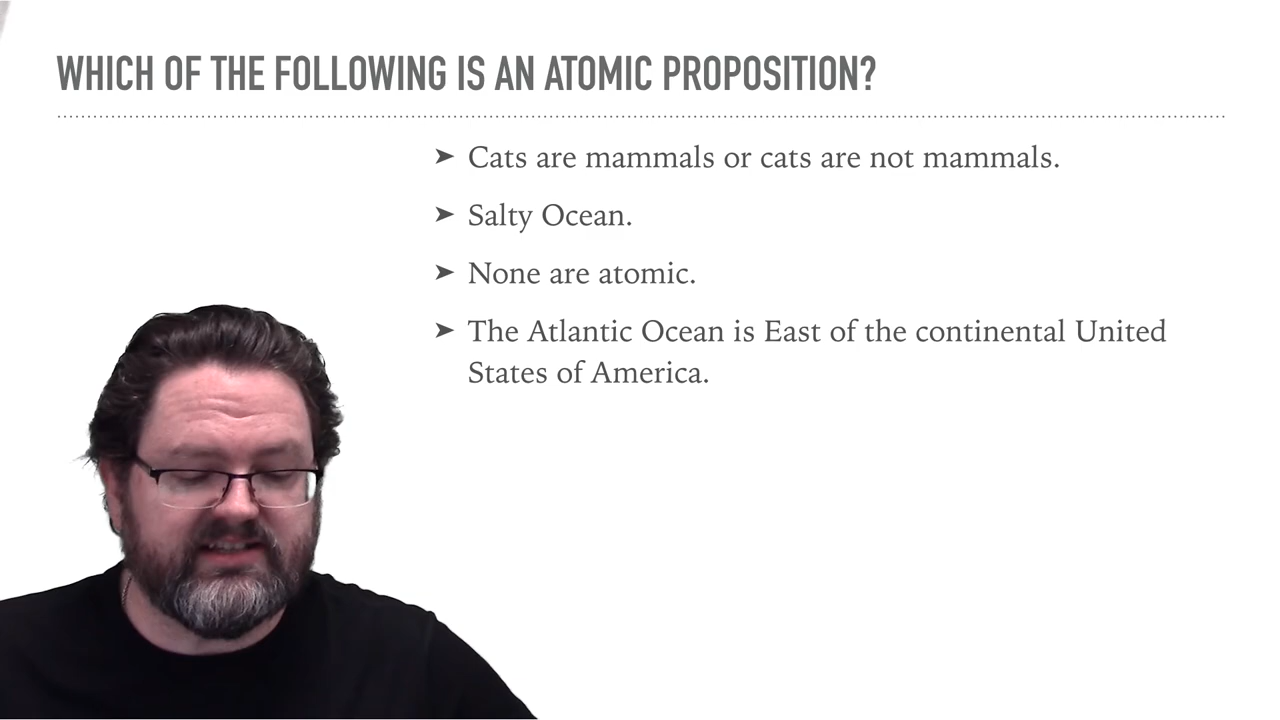 WHICH OF THE FOLLOWING IS AN ATOMIC PROPOSITION?
➤ Cats are mammals or cats are not mammals.
➤ Salty Ocean.
➤ None are atomic.
➤ The Atlantic Ocean is East of the continental United
States of America.